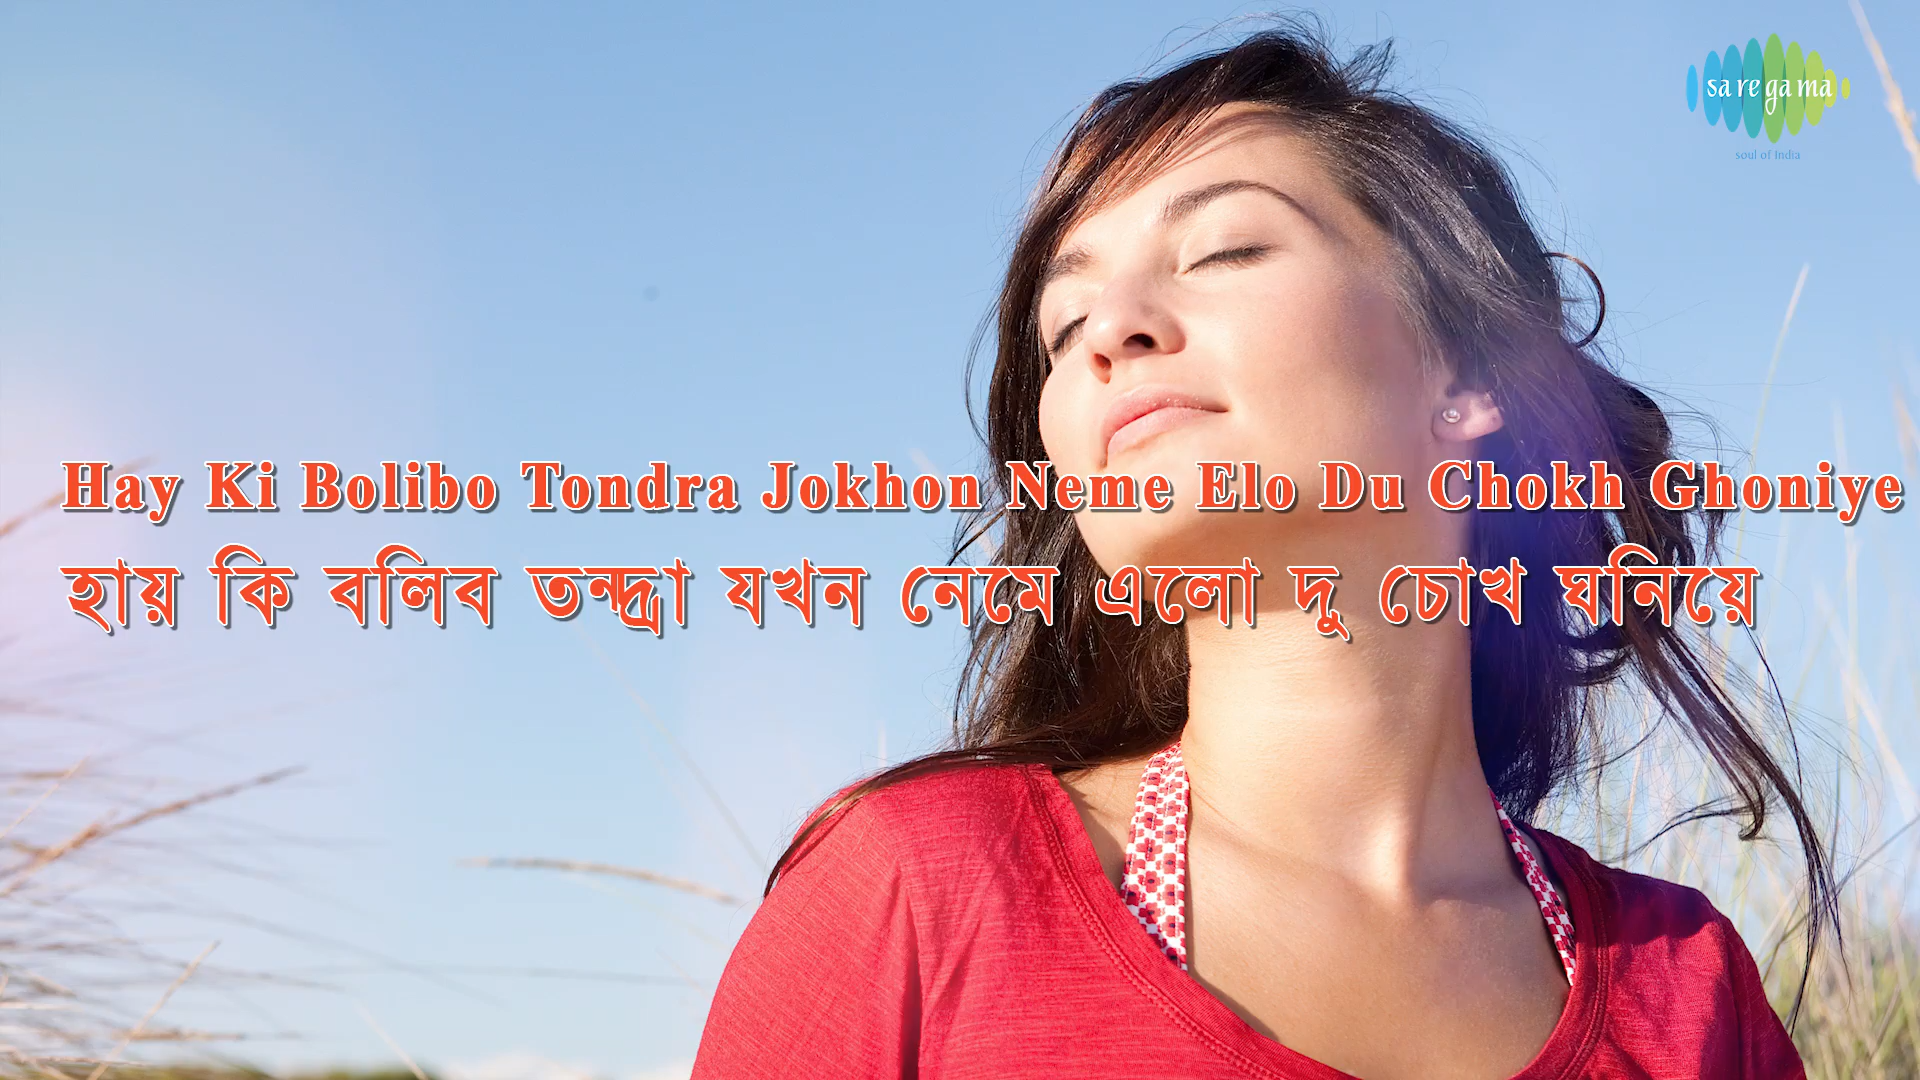 sa re ga ma
soul of India
Hay Ki Bolibo Tondra Jokhon Neme Elo Du Chokh Ghoniye
হায় কি বলিব তন্দ্রা যখন নেমে এলো দু চোখ ঘনিয়ে